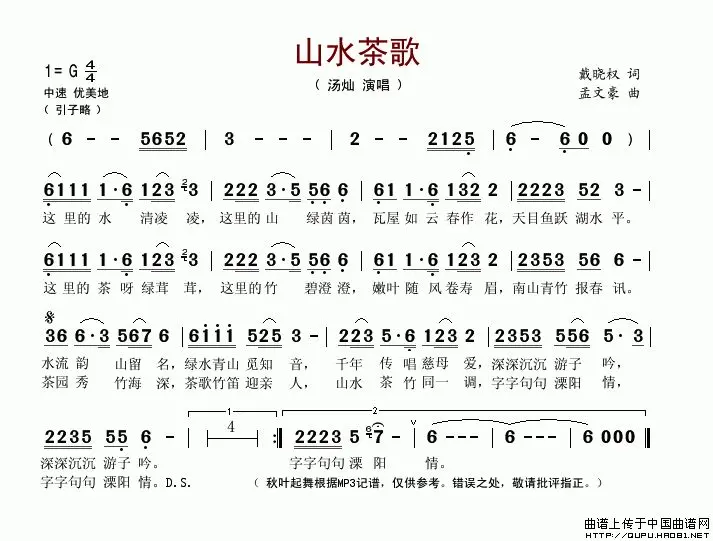 山水茶歌
1= G 4/4
（ 汤灿 演唱 ）
戴晓权 词
中速 优美地
孟文豪 曲
（ 引子略 ）
( 6 - - 5652 | 3 - - - | 2 - - 2125 | 6 - 600 ) |
6111 1·6 123 23 | 222 3·5 56 6 | 61 1·6 132 2 | 2223 52 3 - |
这 里的 水 清凌 凌，这里的 山 绿茵 茵，瓦屋 如 云 春作 花，天目鱼跃 湖水 平。
6111 1·6 123 23 | 222 3·5 56 6 | 61 1·6 123 2 | 2353 56 3 - |
这 里的 茶 呀 绿茸 茸，这里的 竹 碧澄 澄，嫩叶 随 风 卷寿 眉，南山青竹 报春 讯。
36 6·3 5676 | 6111 525 3 - | 223 5·6 123 2 | 2353 556 5·3 |
水流 韵 山留 名，绿水青山 觅知 音，千年 传 唱 慈母 爱，深深沉沉 游子 吟，
茶园 秀 竹海 深，茶歌竹笛 迎亲 人，山水 茶 竹 同一 调，字字句句 溧阳 情，
1 2
2235 55 6 - | 4 :‖ 2223 5 67 - | 6 - - - | 6 - - - | 6000 ‖
深深沉沉 游子 吟。 字字句句 溧 阳 情。
字字句句 溧阳 情。D.S. （ 秋叶起舞根据MP3记谱，仅供参考。错误之处，敬请批评指正。）
曲谱上传于中国曲谱网
http://QUPU.HAO81.NET